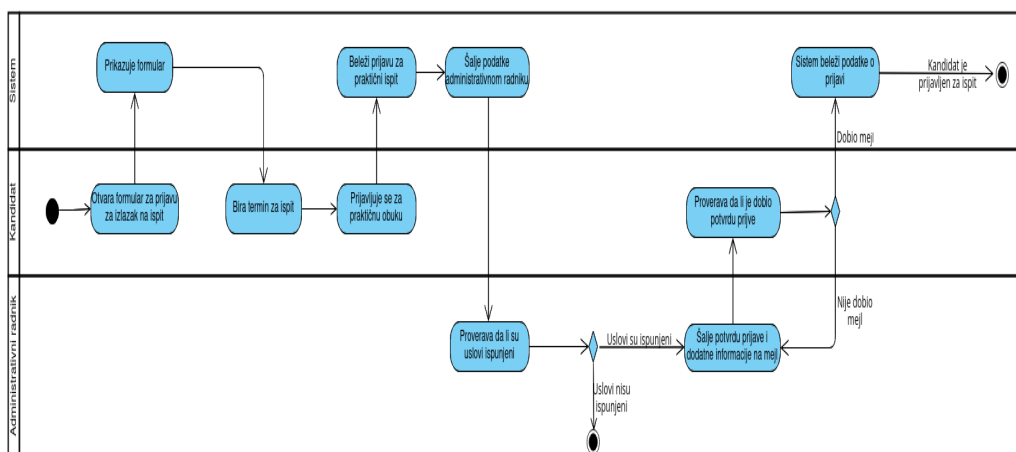 Sistem
Prikazuje formular
Beleži prijavu za
praktični ispit
Šalje podatke
administrativnom radniku
Sistem beleži podatke o
prijavi
Kandidat je
prijavljen za ispit
Dobio mejl
Kandidat
Otvara formular za prijavu
za izlazak na ispit
Bira termin za ispit
Prijavljuje se za
praktičnu obuku
Proverava da li je dobio
potvrdu prijve
Nije dobio
mejl
Administrativni radnik
Proverava da li su
uslovi ispunjeni
Uslovi su ispunjeni
Šalje potvrdu prijave i
dodatne informacije na mejl
Uslovi nisu
ispunjeni